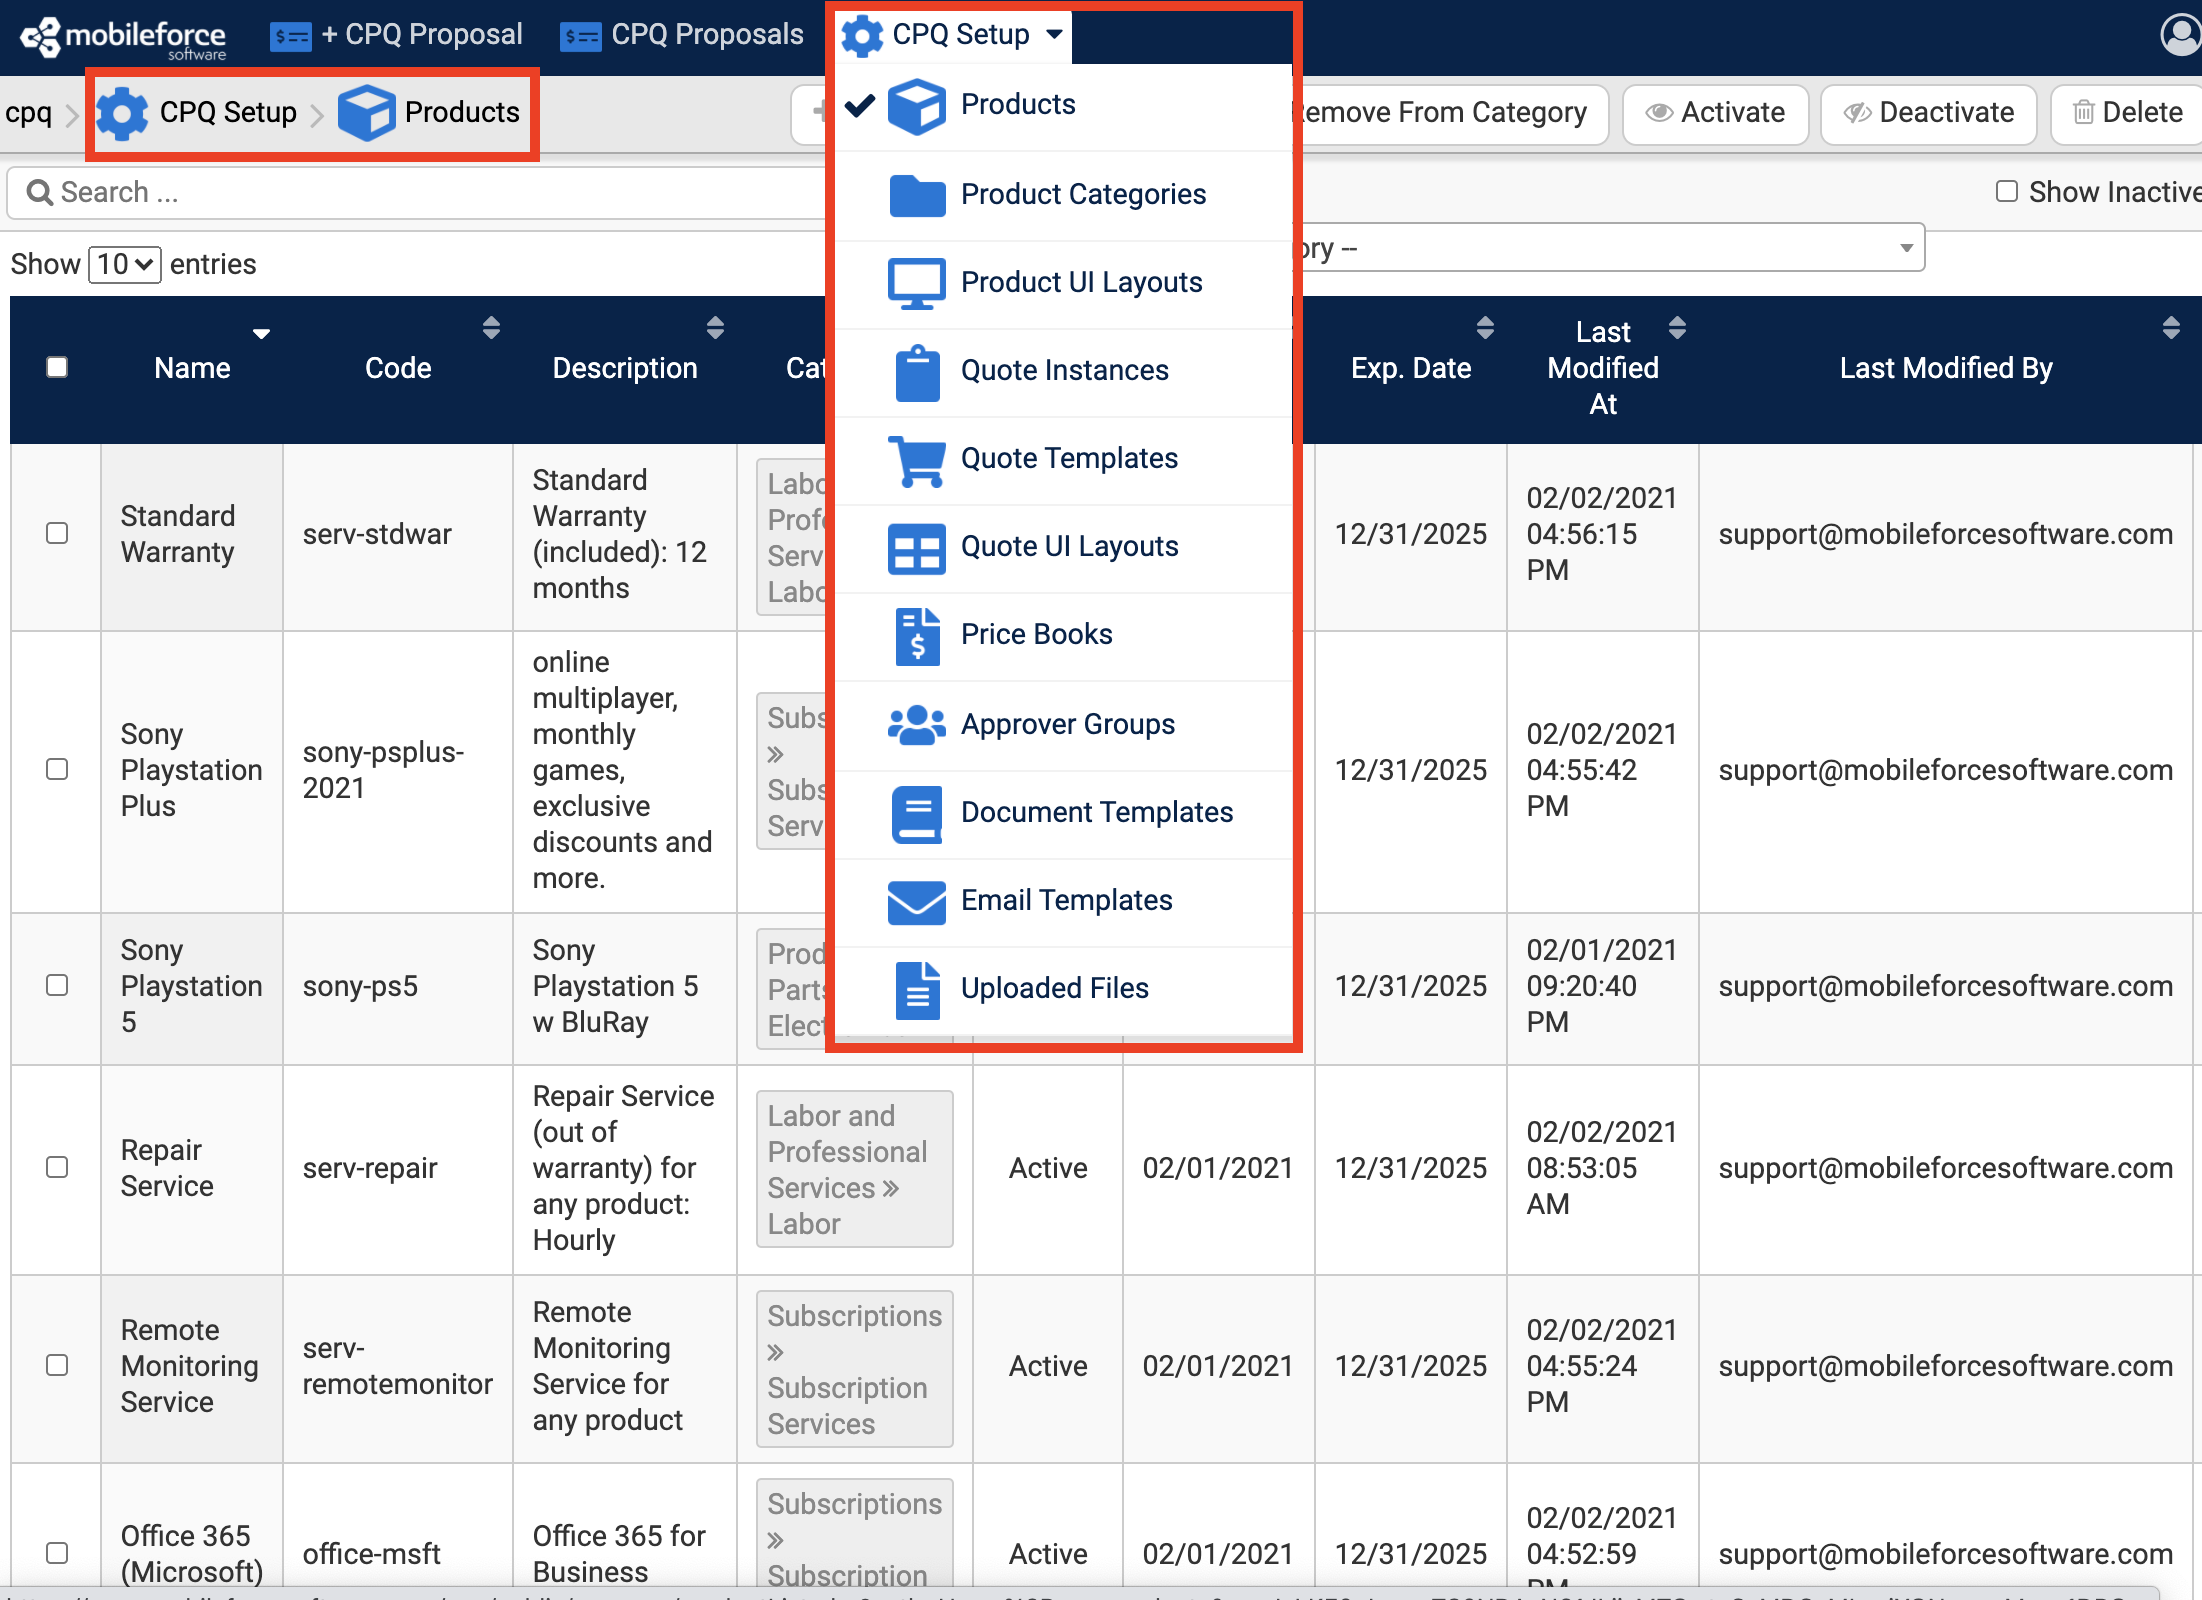 mobileforce
software
+ CPQ Proposal
CPQ Proposals
CPQ Setup
cpq
CPQ Setup
Products
Remove From Category
Activate
Deactivate
Delete
Search ...
Show Inactive
Show 10 entries
ory --
Products
Product Categories
Product UI Layouts
Quote Instances
Quote Templates
Quote UI Layouts
Price Books
Approver Groups
Document Templates
Email Templates
Uploaded Files
Name
Code
Description
Cat
Exp. Date
Last
Modified
At
Last Modified By
Standard
Warranty
serv-stdwar
Standard
Warranty
(included): 12
months
Labo
Profe
Serv
Labo
12/31/2025
02/02/2021
04:56:15
PM
support@mobileforcesoftware.com
Sony
Playstation
Plus
sony-psplus-
2021
online
multiplayer,
monthly
games,
exclusive
discounts and
more.
Subs
»
Subs
Serv
12/31/2025
02/02/2021
04:55:42
PM
support@mobileforcesoftware.com
Sony
Playstation
5
sony-ps5
Sony
Playstation 5
w BluRay
Prod
Parts
Elect
12/31/2025
02/01/2021
09:20:40
PM
support@mobileforcesoftware.com
Repair
Service
serv-repair
Repair Service
(out of
warranty) for
any product:
Hourly
Labor and
Professional
Services »
Labor
Active
02/01/2021
12/31/2025
02/02/2021
08:53:05
AM
support@mobileforcesoftware.com
Remote
Monitoring
Service
serv-
remotemonitor
Remote
Monitoring
Service for
any product
Subscriptions
»
Subscription
Services
Active
02/01/2021
12/31/2025
02/02/2021
04:55:24
PM
support@mobileforcesoftware.com
Office 365
(Microsoft)
office-msft
Office 365 for
Business
Subscriptions
»
Subscription
Active
02/01/2021
12/31/2025
02/02/2021
04:52:59
PM
support@mobileforcesoftware.com